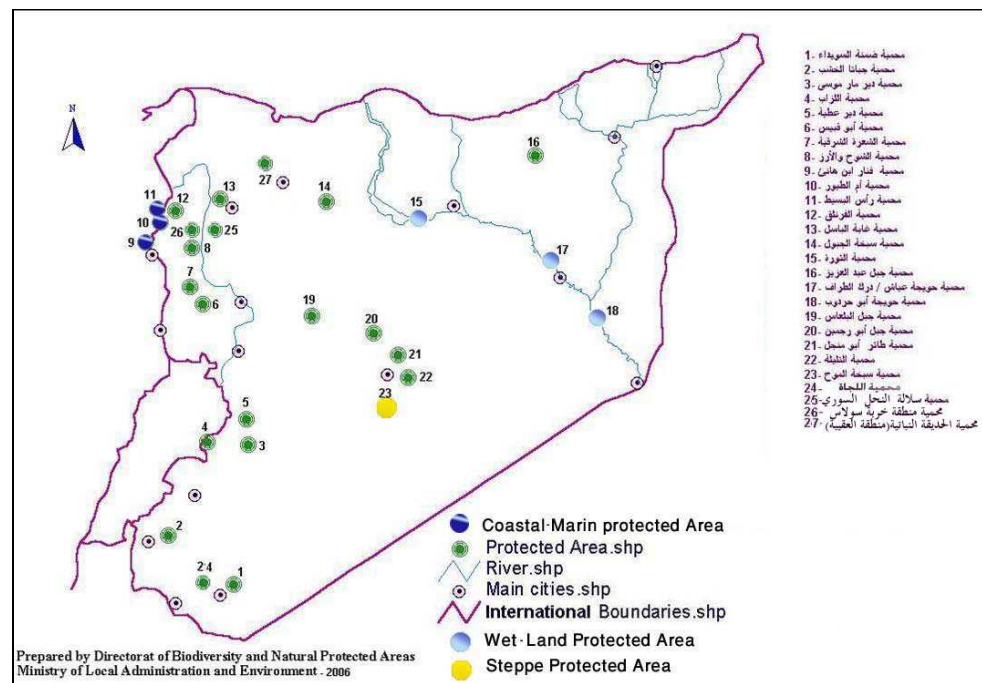 N
1- محمية ضمنة السويداء
2- محمية جباتا الخشب
3- محمية دير مار موسى
4- محمية اللزاب
5- محمية دير عطية
6- محمية أبو قبيس
7- محمية الشعرة الشرقية
8- محمية الشوح والأرز
9- محمية فنار ابن هانئ
10- محمية أم الطيور
11- محمية رأس البسيط
12- محمية الفرنلق
13- محمية غابة الباسل
14- محمية سبخة الجبول
15- محمية الثورة
16- محمية جبل عبد العزيز
17- محمية حويجة عياش / درك الطراف
18- محمية حويجة أبو حردوب
19- محمية جبل البلعاس
20- محمية جبل أبو رجمين
21- محمية طائر أبو منجل
22- محمية التليلة
23- محمية سبخة الموح
24- محمية اللجاة
25- محمية سلالة النحل السوري
26- محمية منطقة خربة سولاس
27- محمية الحديقة النباتية (منطقة العقيبة)
16
27
13
14
11
12
15
10
26
25
9
8
17
7
6
19
18
20
21
22
23
5
4
3
2
24
1
Coastal-Marin protected Area
Protected Area.shp
River.shp
Main cities.shp
International Boundaries.shp
Wet-Land Protected Area
Steppe Protected Area
Prepared by Directorat of Biodiversity and Natural Protected Areas
Ministry of Local Administration and Environment - 2006